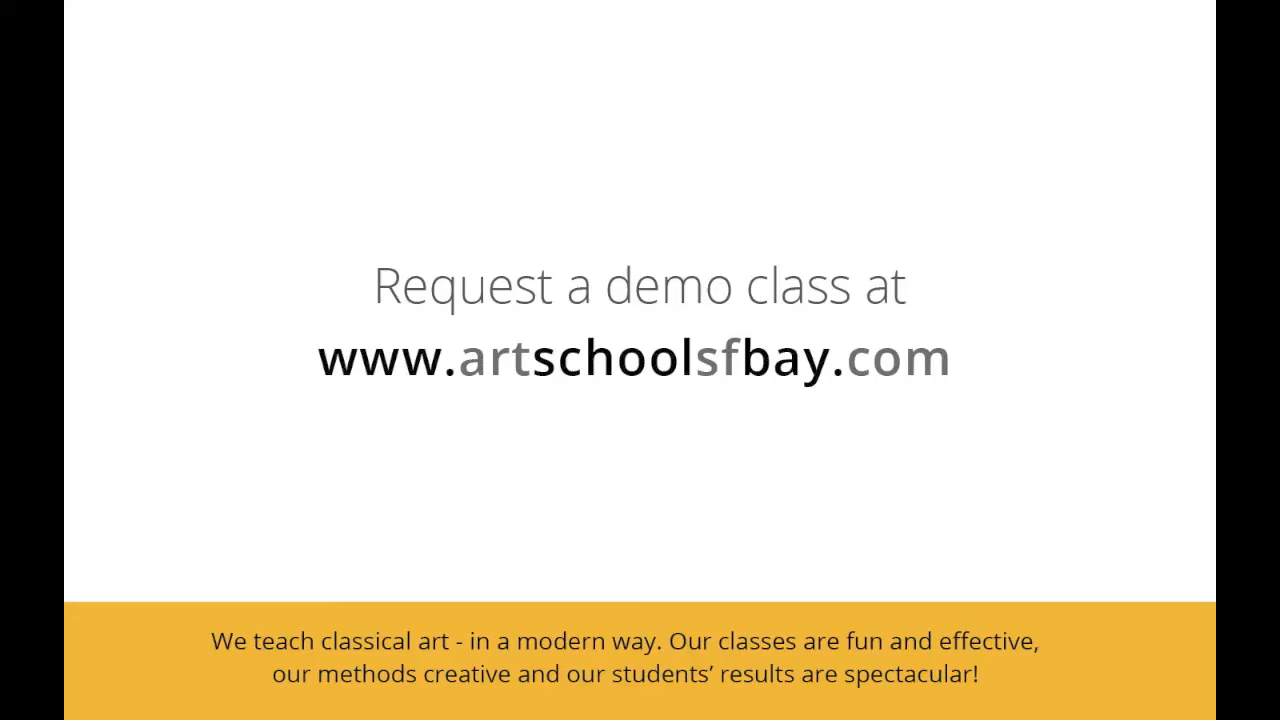 Request a demo class at
www.artschoolsfbay.com
We teach classical art - in a modern way. Our classes are fun and effective,
our methods creative and our students’ results are spectacular!